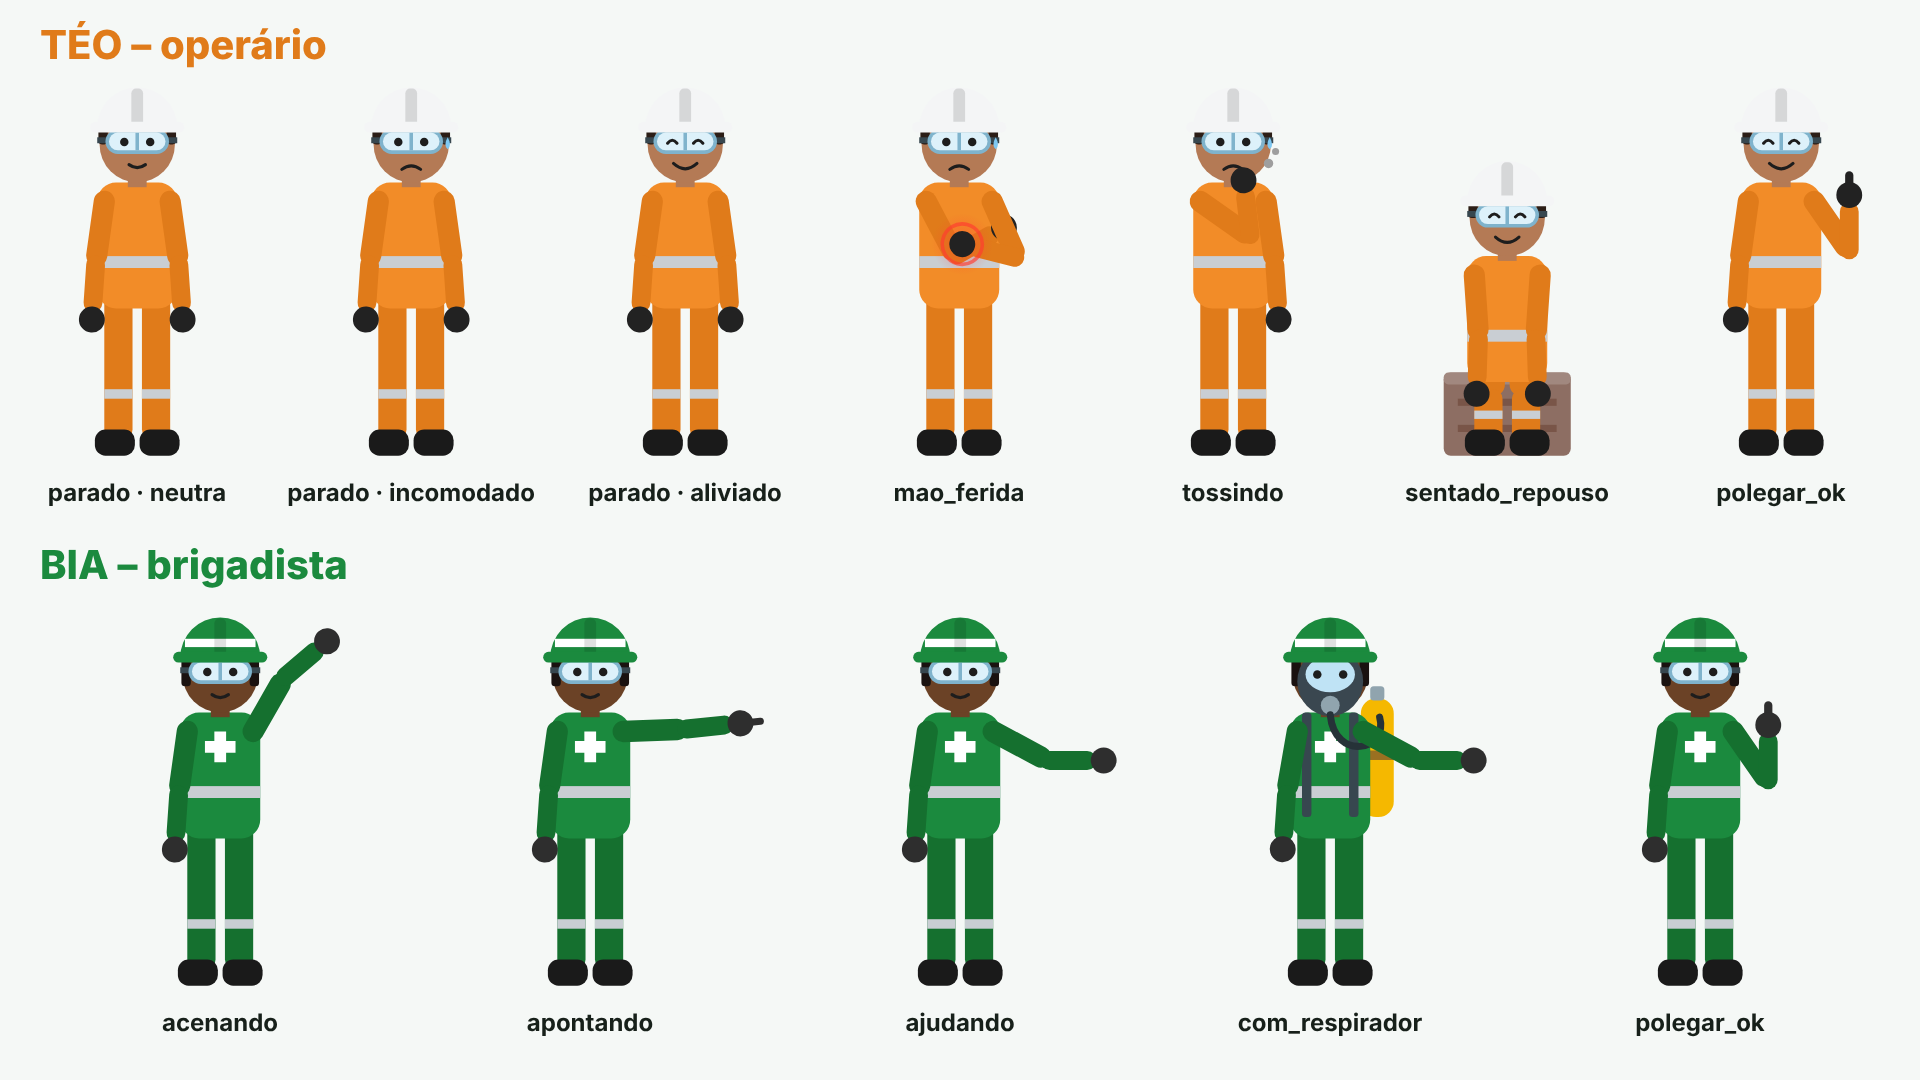 TÉO – operário
parado · neutra
parado · incomodado
parado · aliviado
mao_ferida
tossindo
sentado_repouso
polegar_ok
BIA – brigadista
acenando
apontando
ajudando
com_respirador
polegar_ok